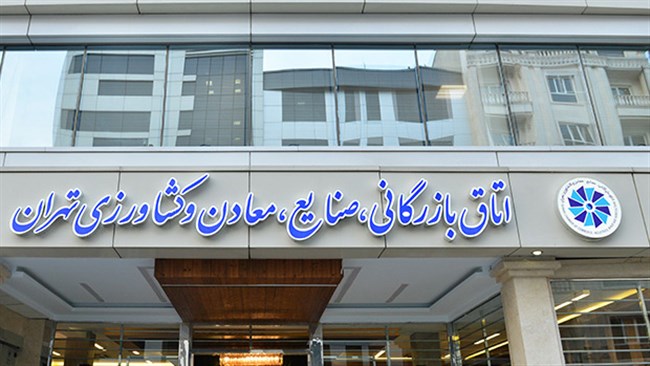 اتاق بازرگانی، صنایع، معادن و کشاورزی تهران